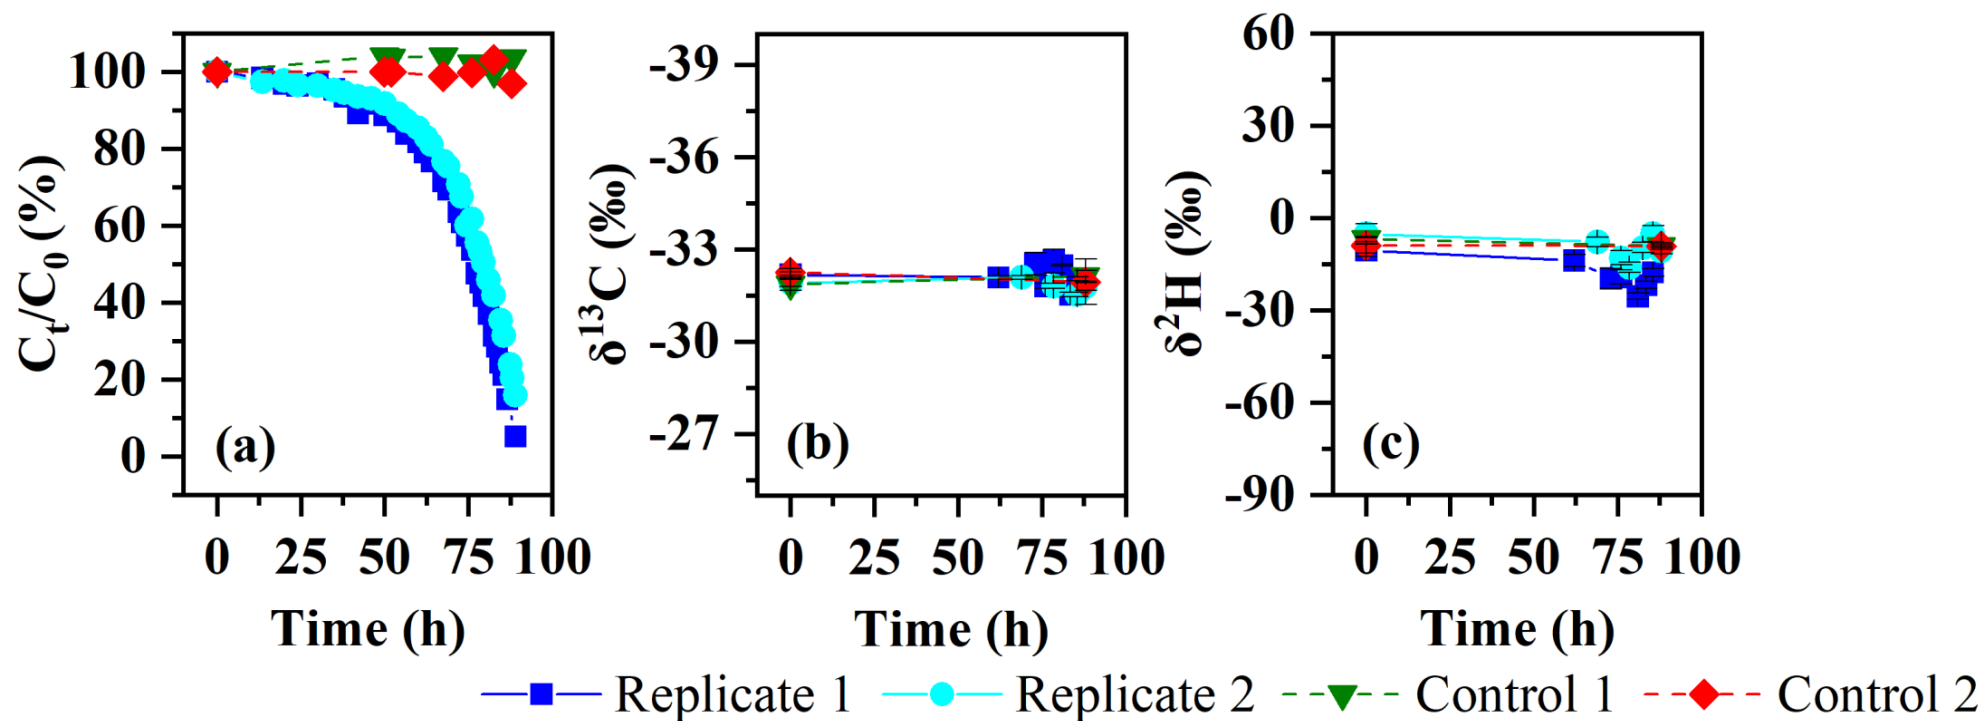 C_t/C_0 (%)
100
80
60
40
20
0
(a)
0 25 50 75 100
Time (h)
δ¹³C (‰)
-39
-36
-33
-30
-27
(b)
0 25 50 75 100
Time (h)
δ²H (‰)
60
30
0
-30
-60
-90
(c)
0 25 50 75 100
Time (h)
Replicate 1 Replicate 2 Control 1 Control 2